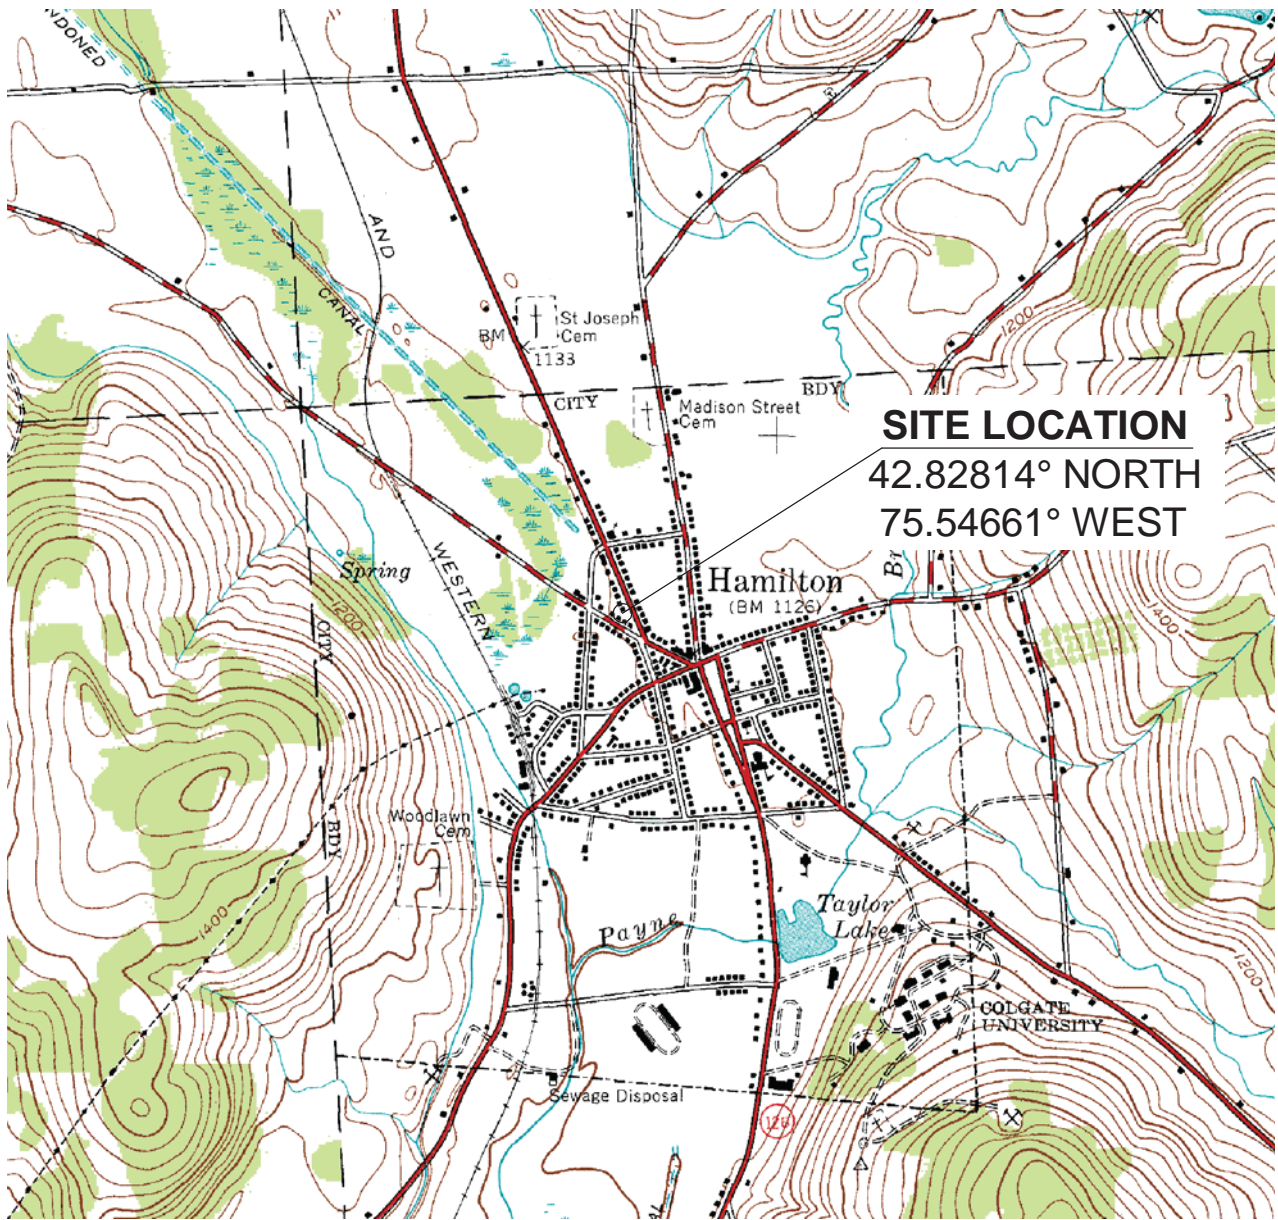 NDONED
AND
CANAL
BM
St Joseph
Cem
1133
1200
CITY
BDY
Madison Street
Cem
SITE LOCATION
42.82814° NORTH
75.54661° WEST
WESTERN
Spring
Hamilton
(BM 1126)
1200
CITY
1400
BDY
Woodlawn
Cem
1400
Payne
Taylor
Lake
1200
COLGATE
UNIVERSITY
Sewage Disposal
126